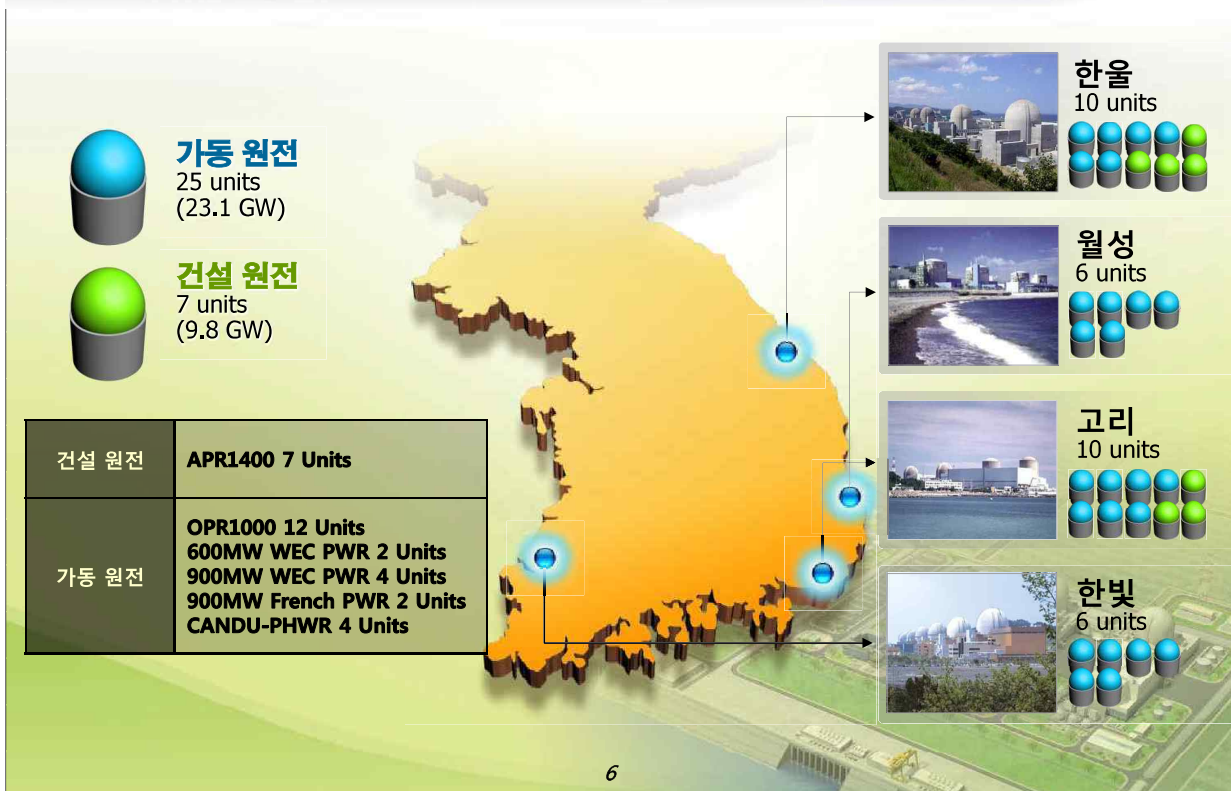 가동 원전
25 units
(23.1 GW)
건설 원전
7 units
(9.8 GW)
건설 원전
APR1400 7 Units
가동 원전
OPR1000 12 Units
600MW WEC PWR 2 Units
900MW WEC PWR 4 Units
900MW French PWR 2 Units
CANDU-PHWR 4 Units
한울
10 units
월성
6 units
고리
10 units
한빛
6 units
6